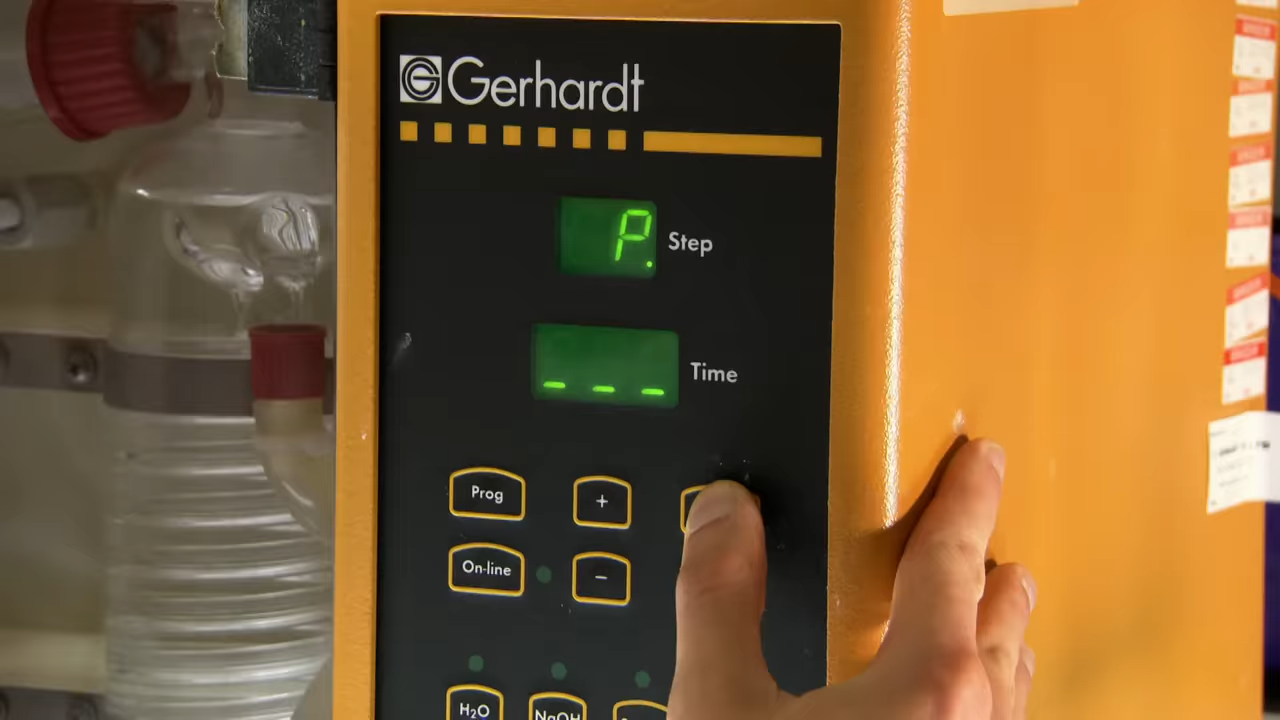 Gerhardt
P. Step
_ _ _ Time
Prog
+
On-line
−
H₂O
NaOH